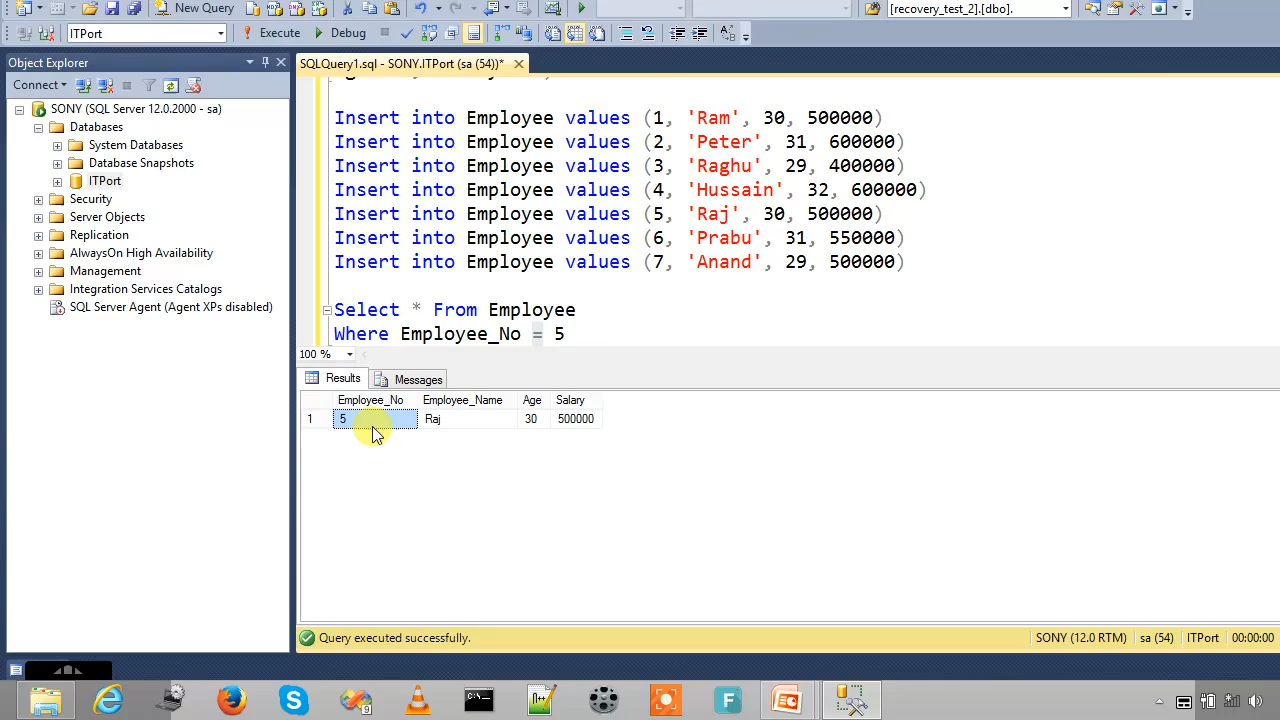 New Query
[recovery_test_2].[dbo].
ITPort
Execute
Debug
Object Explorer
SQLQuery1.sql - SONY.ITPort (sa (54))*
Connect
SONY (SQL Server 12.0.2000 - sa)
Databases
System Databases
Database Snapshots
ITPort
Security
Server Objects
Replication
AlwaysOn High Availability
Management
Integration Services Catalogs
SQL Server Agent (Agent XPs disabled)
Insert into Employee values (1, 'Ram', 30, 500000)
Insert into Employee values (2, 'Peter', 31, 600000)
Insert into Employee values (3, 'Raghu', 29, 400000)
Insert into Employee values (4, 'Hussain', 32, 600000)
Insert into Employee values (5, 'Raj', 30, 500000)
Insert into Employee values (6, 'Prabu', 31, 550000)
Insert into Employee values (7, 'Anand', 29, 500000)
Select * From Employee
Where Employee_No = 5
100 %
Results Messages
Employee_No Employee_Name Age Salary
1 5 Raj 30 500000
Query executed successfully.
SONY (12.0 RTM) sa (54) ITPort 00:00:00